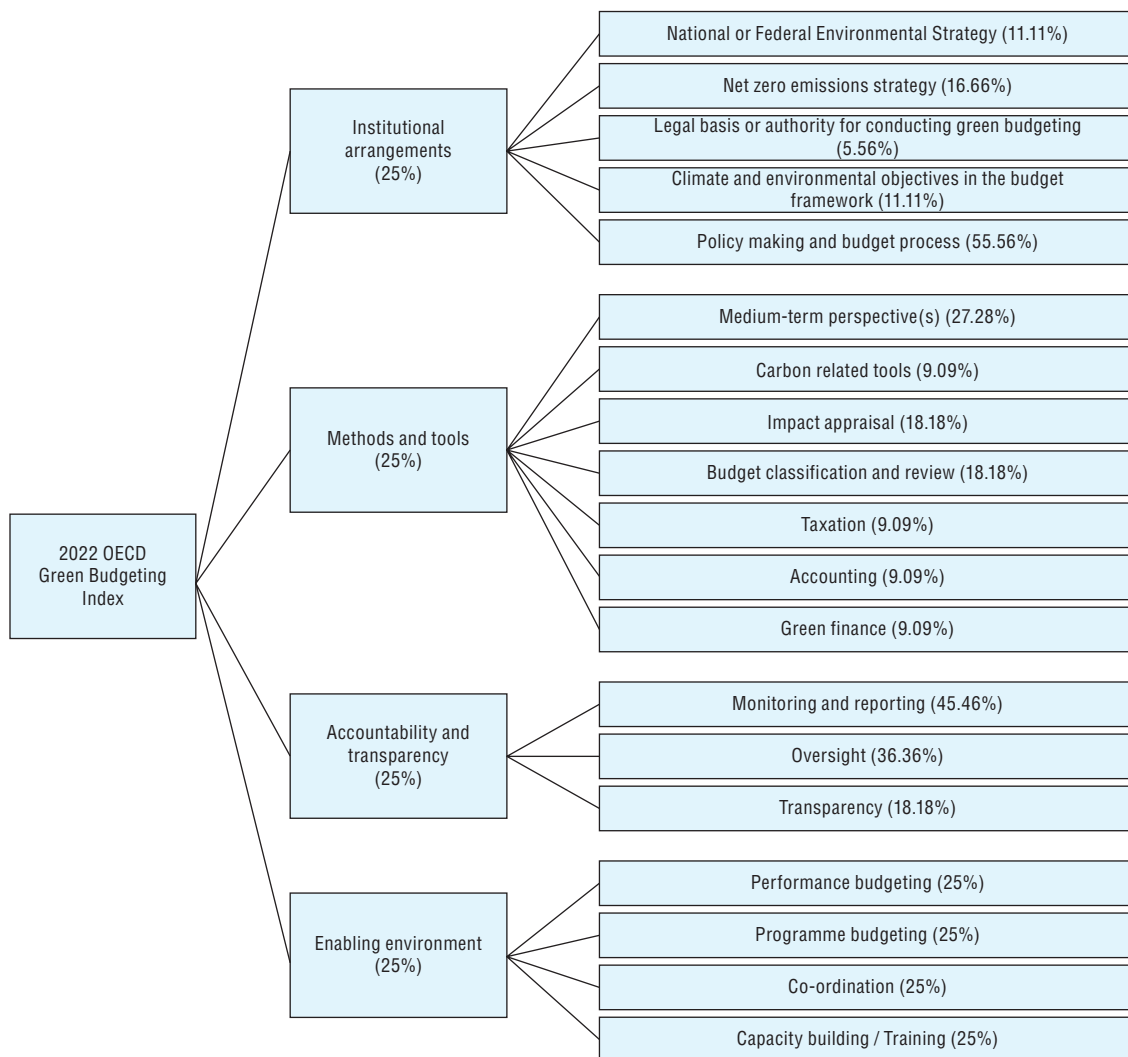 2022 OECD
Green Budgeting
Index
Institutional
arrangements
(25%)
National or Federal Environmental Strategy (11.11%)
Net zero emissions strategy (16.66%)
Legal basis or authority for conducting green budgeting
(5.56%)
Climate and environmental objectives in the budget
framework (11.11%)
Policy making and budget process (55.56%)
Methods and tools
(25%)
Medium-term perspective(s) (27.28%)
Carbon related tools (9.09%)
Impact appraisal (18.18%)
Budget classification and review (18.18%)
Taxation (9.09%)
Accounting (9.09%)
Green finance (9.09%)
Accountability and
transparency
(25%)
Monitoring and reporting (45.46%)
Oversight (36.36%)
Transparency (18.18%)
Enabling environment
(25%)
Performance budgeting (25%)
Programme budgeting (25%)
Co-ordination (25%)
Capacity building / Training (25%)